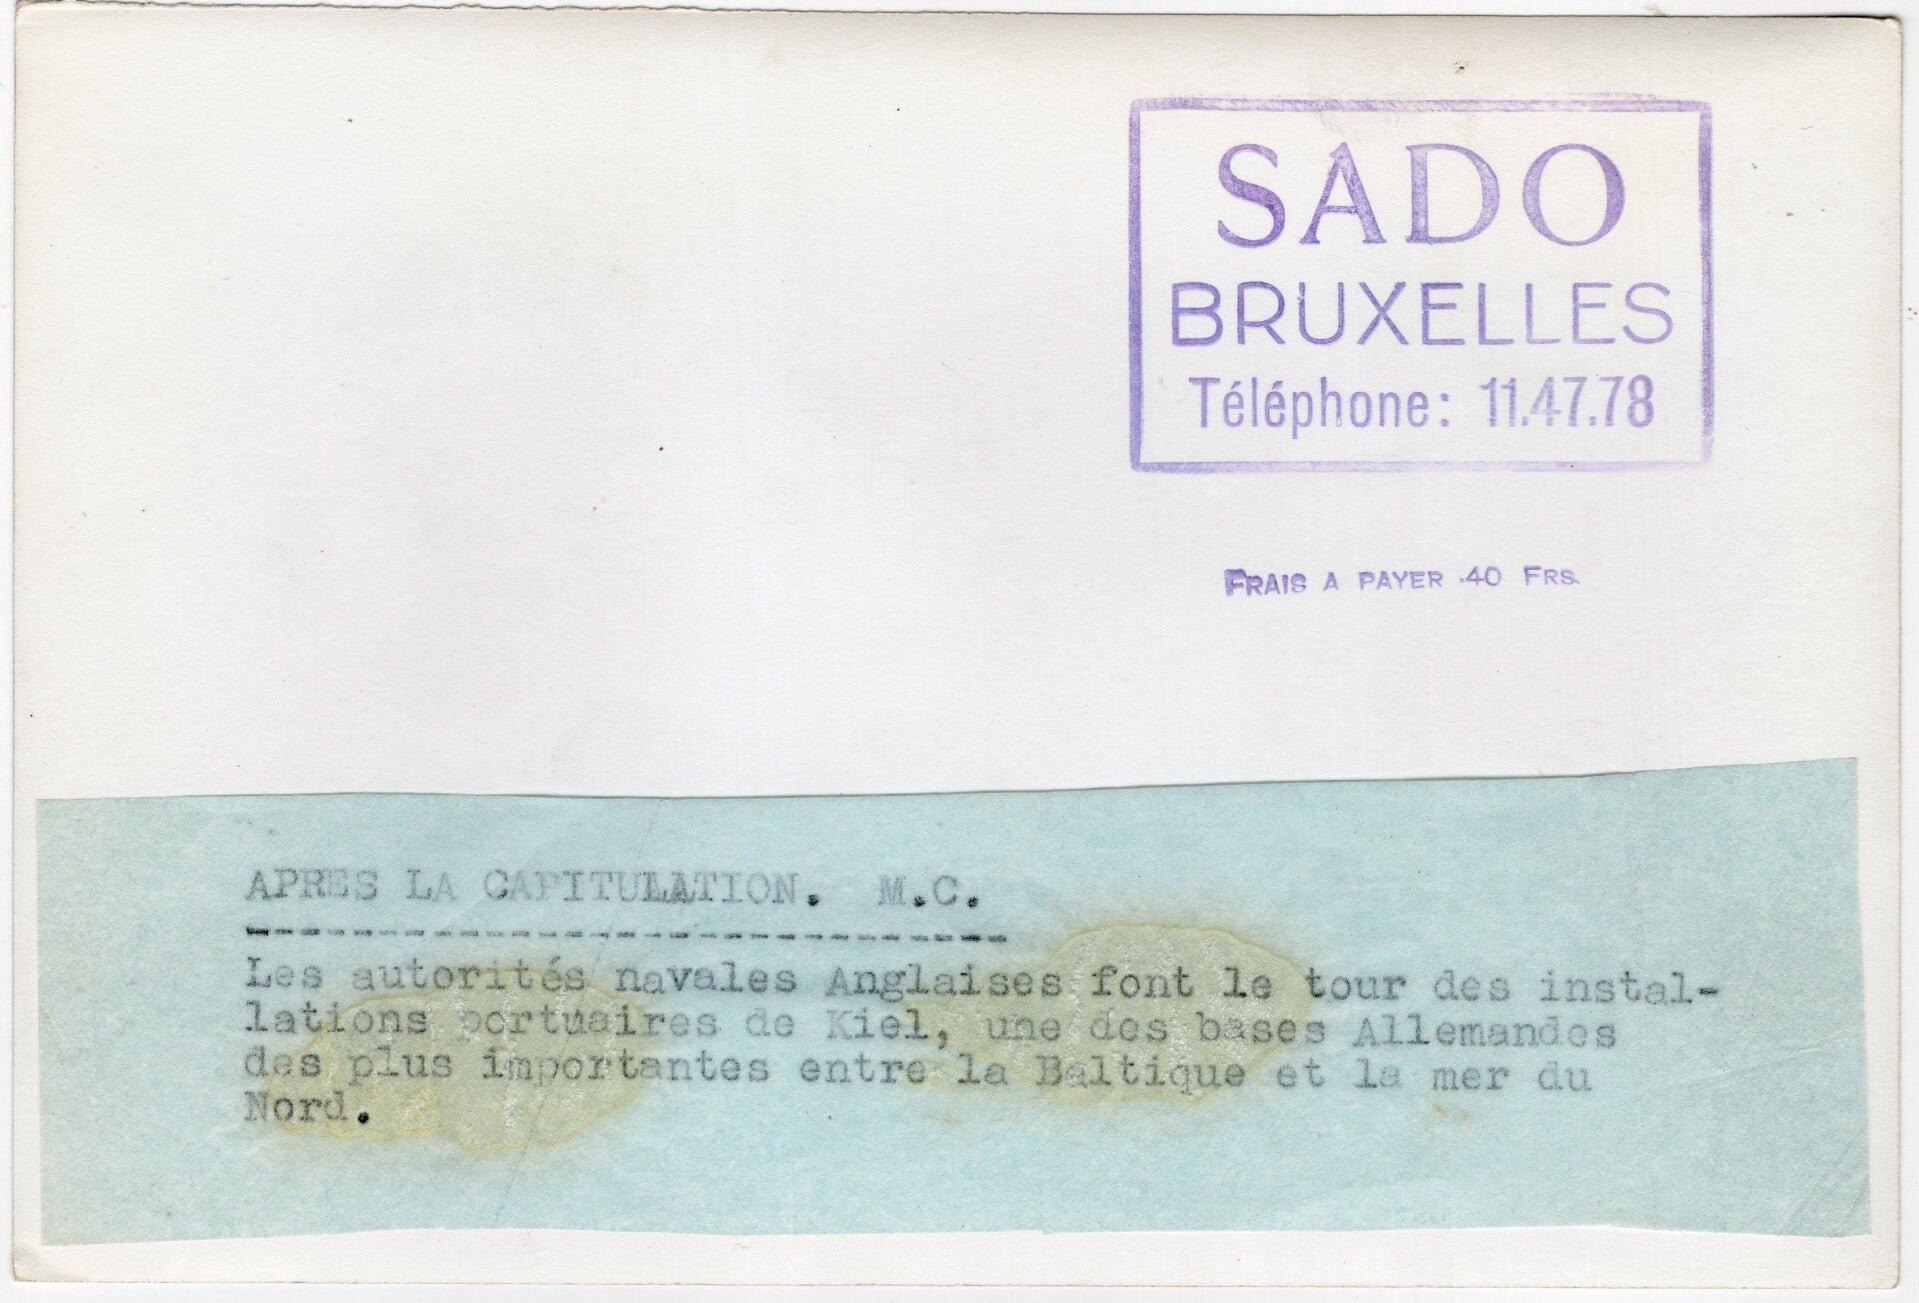 SADO
BRUXELLES
Téléphone: 11.47.78
FRAIS A PAYER .40 FRS.
APRES LA CAPITULATION. M.C.
-----------------------------
Les autorités navales Anglaises font le tour des instal-
lations portuaires de Kiel, une des bases Allemandes
des plus importantes entre la Baltique et la mer du
Nord.